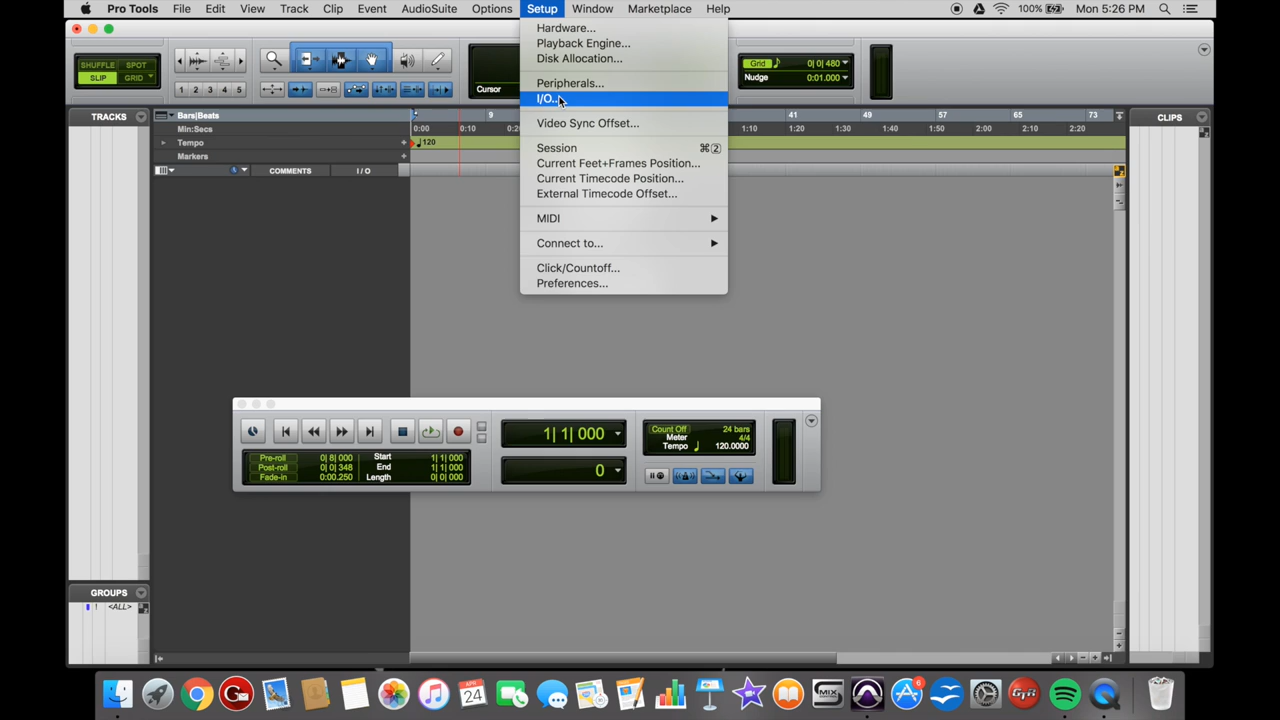 Pro Tools File Edit View Track Clip Event AudioSuite Options Setup Window Marketplace Help 100% Mon 5:26 PM
Hardware...
Playback Engine...
Disk Allocation...
Peripherals...
I/O...
Video Sync Offset...
Session ⌘2
Current Feet+Frames Position...
Current Timecode Position...
External Timecode Offset...
MIDI
Connect to...
Click/Countoff...
Preferences...
SHUFFLE SPOT
SLIP GRID
1 2 3 4 5
Cursor
Grid 0| 0| 480
Nudge 0:01.000
TRACKS
Bars|Beats 9 41 49 57 65 73
Min:Secs 0:00 0:10 1:10 1:20 1:30 1:40 1:50 2:00 2:10 2:20
Tempo 120
Markers
COMMENTS I / O
CLIPS
GROUPS
! <ALL>
1| 1| 000
0
Count Off 24 bars
Meter 4/4
Tempo 120.0000
Pre-roll 0| 8| 000 Start 1| 1| 000
Post-roll 0| 0| 348 End 1| 1| 000
Fade-in 0:00.250 Length 0| 0| 000
APR
24
MIX
GTR
6